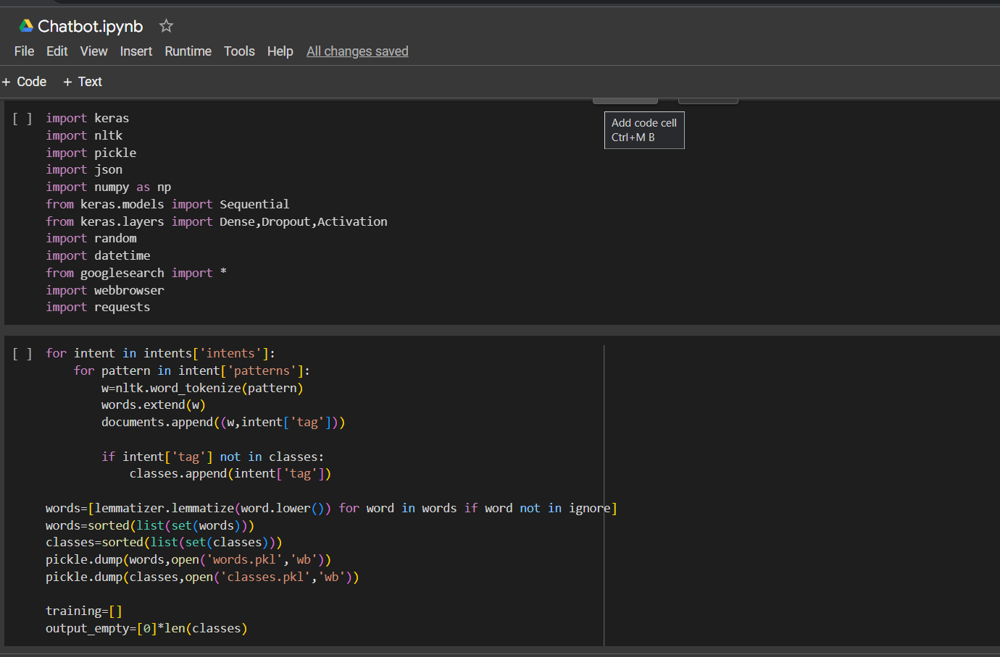 Chatbot.ipynb
File Edit View Insert Runtime Tools Help All changes saved
+ Code + Text
Add code cell
Ctrl+M B
[ ] import keras
import nltk
import pickle
import json
import numpy as np
from keras.models import Sequential
from keras.layers import Dense,Dropout,Activation
import random
import datetime
from googlesearch import *
import webbrowser
import requests
[ ] for intent in intents['intents']:
    for pattern in intent['patterns']:
        w=nltk.word_tokenize(pattern)
        words.extend(w)
        documents.append((w,intent['tag']))
        if intent['tag'] not in classes:
            classes.append(intent['tag'])
words=[lemmatizer.lemmatize(word.lower()) for word in words if word not in ignore]
words=sorted(list(set(words)))
classes=sorted(list(set(classes)))
pickle.dump(words,open('words.pkl','wb'))
pickle.dump(classes,open('classes.pkl','wb'))
training=[]
output_empty=[0]*len(classes)